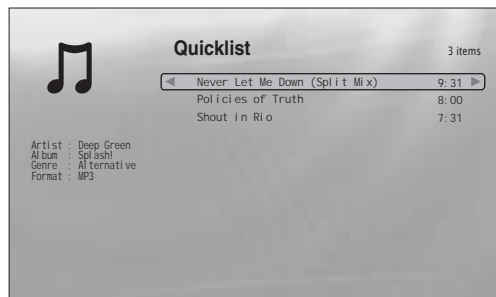 Quicklist
3 items
Never Let Me Down (Split Mix) 9:31
Policies of Truth 8:00
Shout in Rio 7:31
Artist : Deep Green
Album : Splash!
Genre : Alternative
Format : MP3